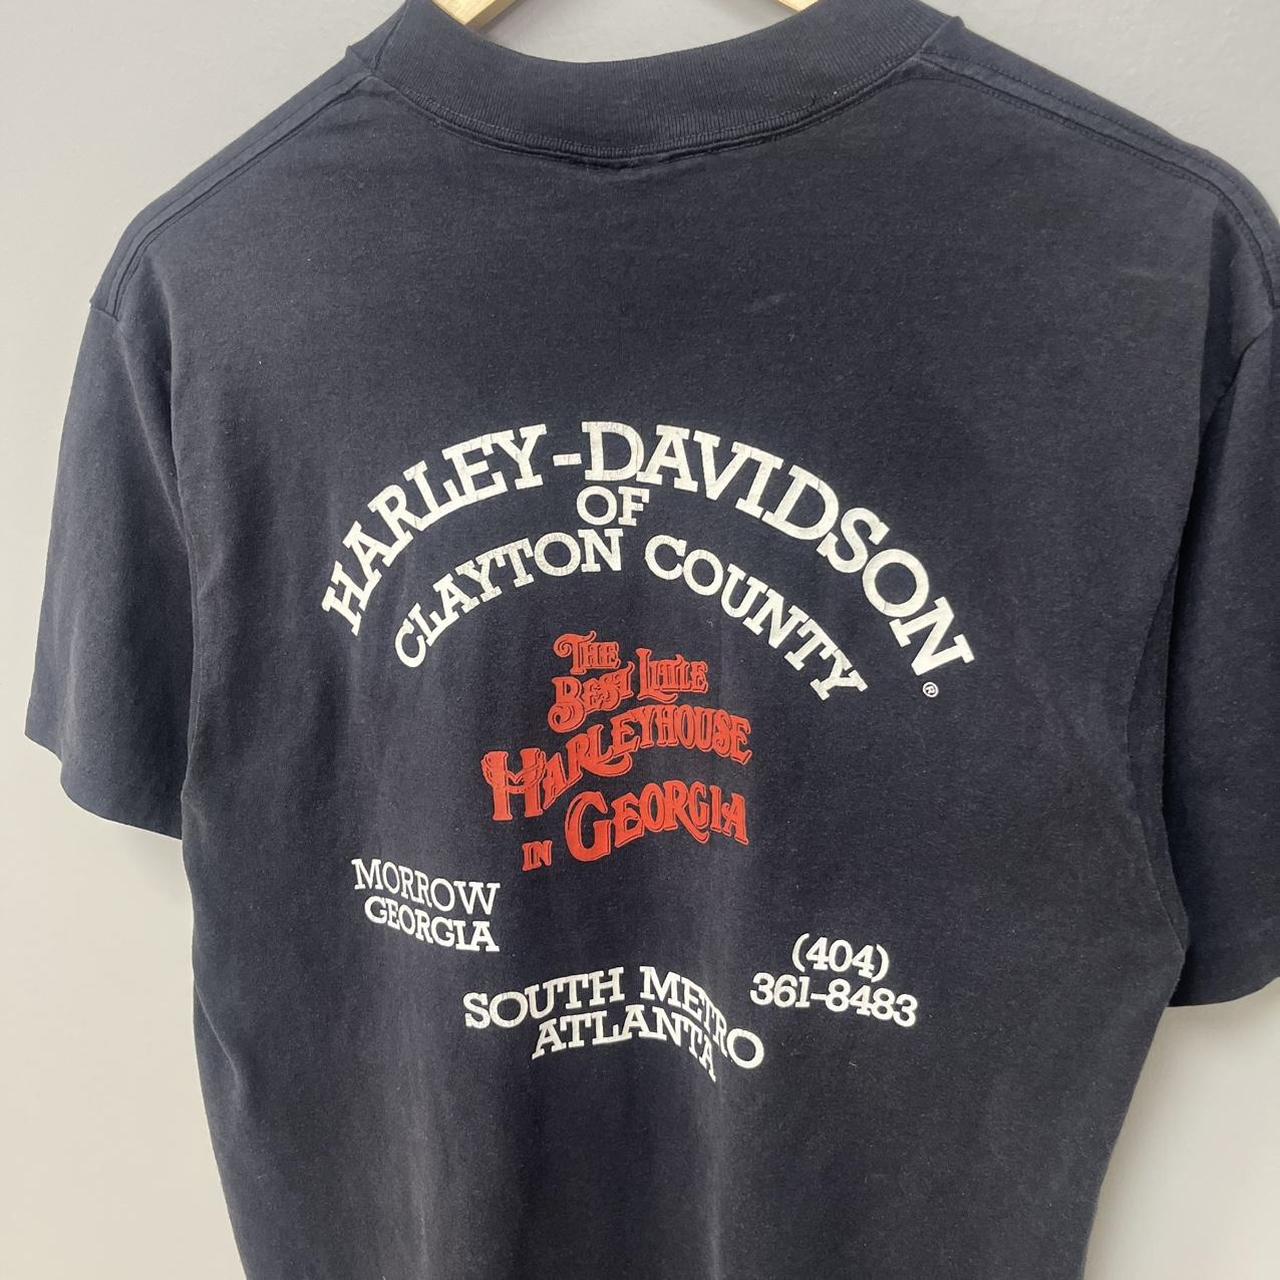 HARLEY-DAVIDSON®
OF
CLAYTON COUNTY
THE
BEST LITTLE
HARLEYHOUSE
IN GEORGIA
MORROW
GEORGIA
(404)
361-8483
SOUTH METRO
ATLANTA